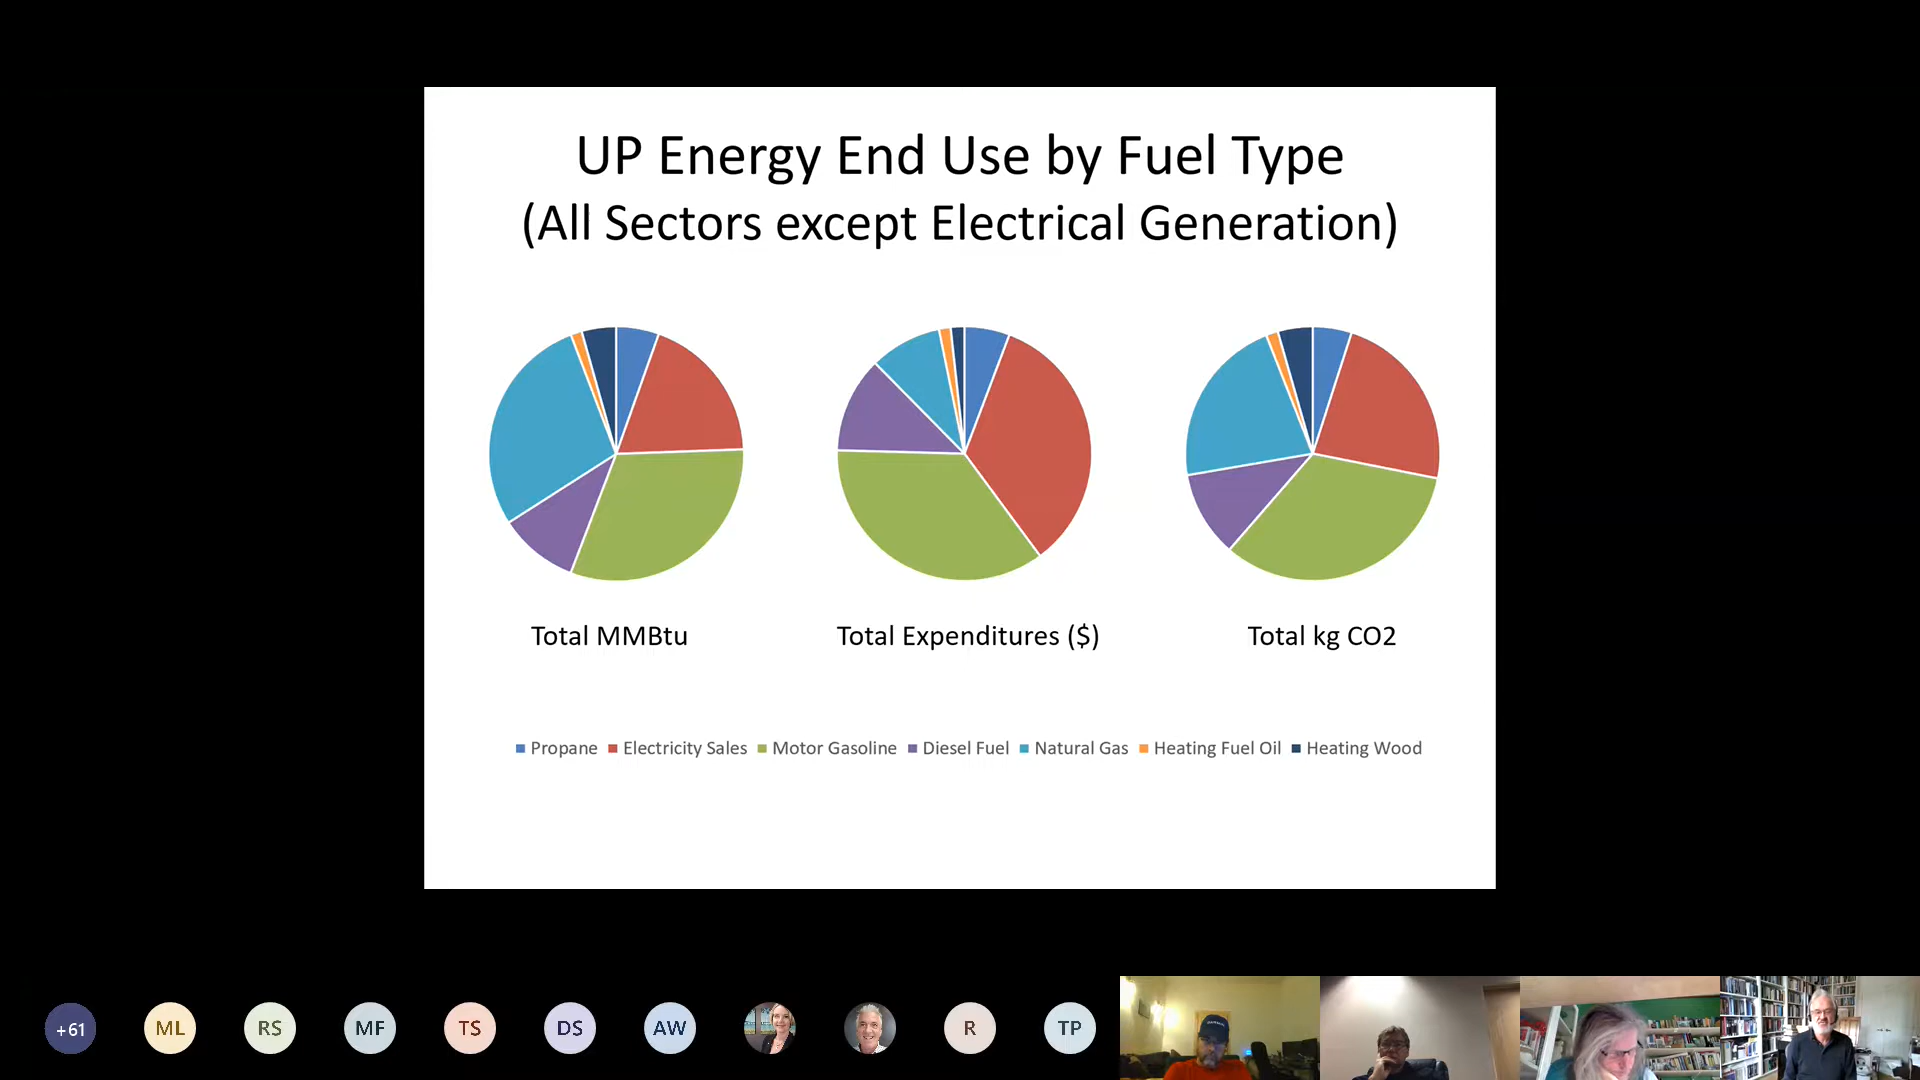 UP Energy End Use by Fuel Type
(All Sectors except Electrical Generation)
Total MMBtu
Total Expenditures ($)
Total kg CO2
Propane Electricity Sales Motor Gasoline Diesel Fuel Natural Gas Heating Fuel Oil Heating Wood
+61 ML RS MF TS DS AW R TP